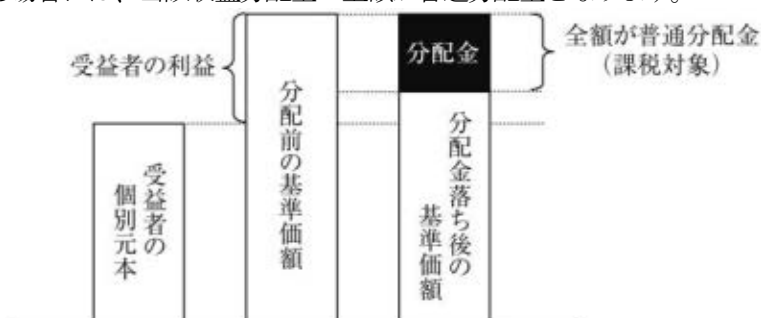 受益者の利益
分配金
全額が普通分配金
(課税対象)
受益者の
個別元本
分配前の基準価額
分配金落ち後の
基準価額